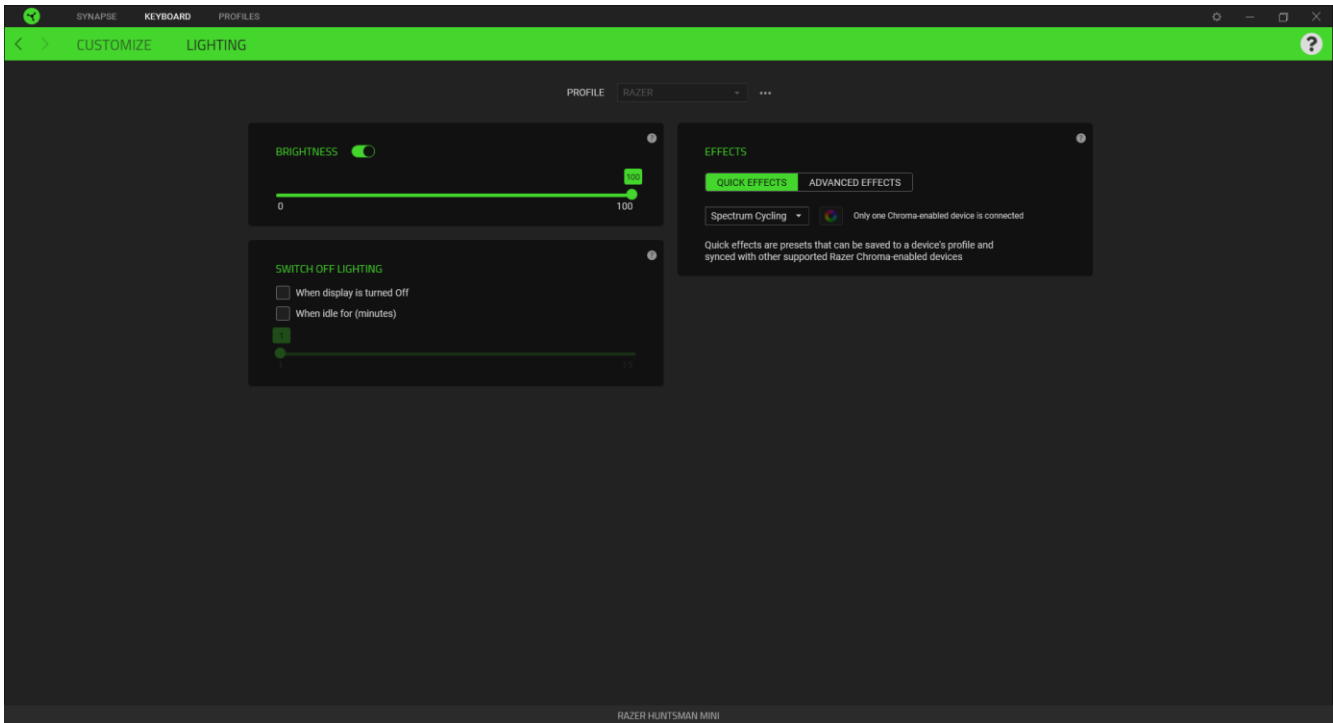 SYNAPSE KEYBOARD PROFILES
CUSTOMIZE LIGHTING
?
PROFILE RAZER
BRIGHTNESS
?
100
0 100
SWITCH OFF LIGHTING
?
When display is turned Off
When idle for (minutes)
1
1 15
EFFECTS
?
QUICK EFFECTS ADVANCED EFFECTS
Spectrum Cycling Only one Chroma-enabled device is connected
Quick effects are presets that can be saved to a device's profile and
synced with other supported Razer Chroma-enabled devices
RAZER HUNTSMAN MINI